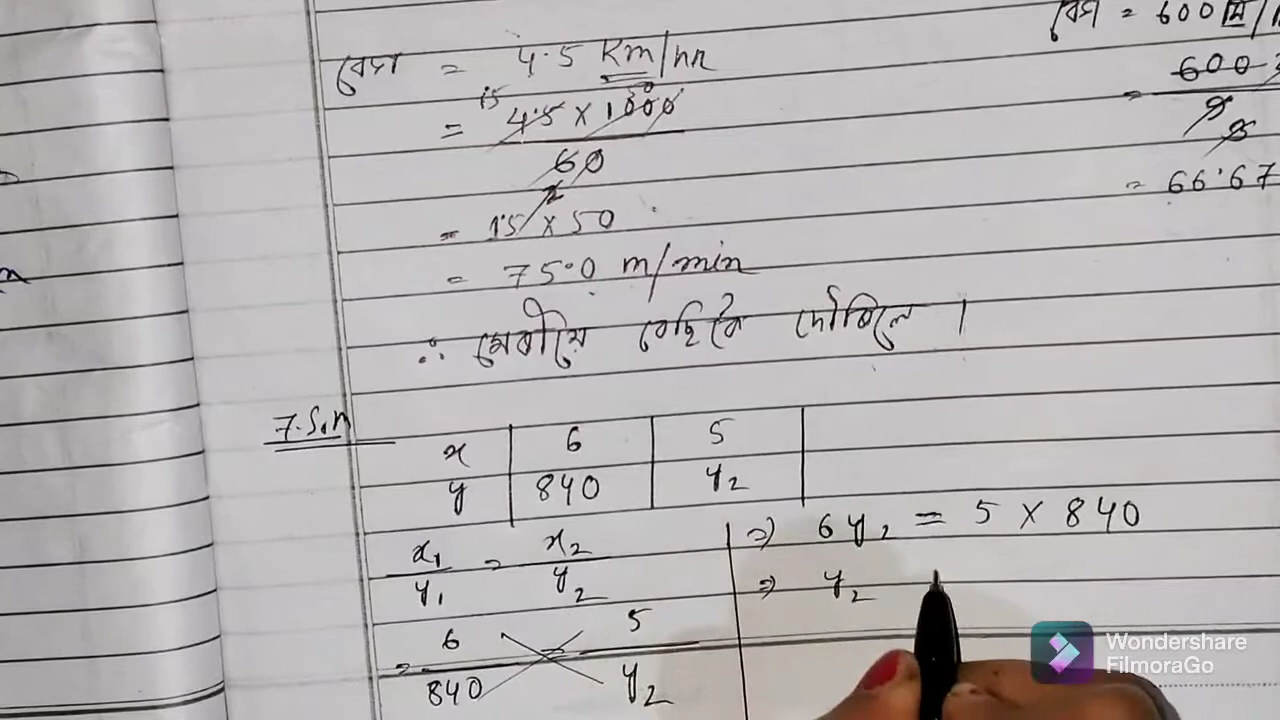 বেগ = 4.5 Km/hr
= 4.5 X 1000
60
= 15 X 50
= 75.0 m/min
∴ মেৰীয়ে বেছিকৈ দৌৰিলে ।
বেগ = 600
600
= 66.67
7. Soln
x 6 5
y 840 y₂
x₁/y₁ = x₂/y₂
= 6/840 = 5/y₂
⇒ 6y₂ = 5 X 840
⇒ y₂
Wondershare
FilmoraGo